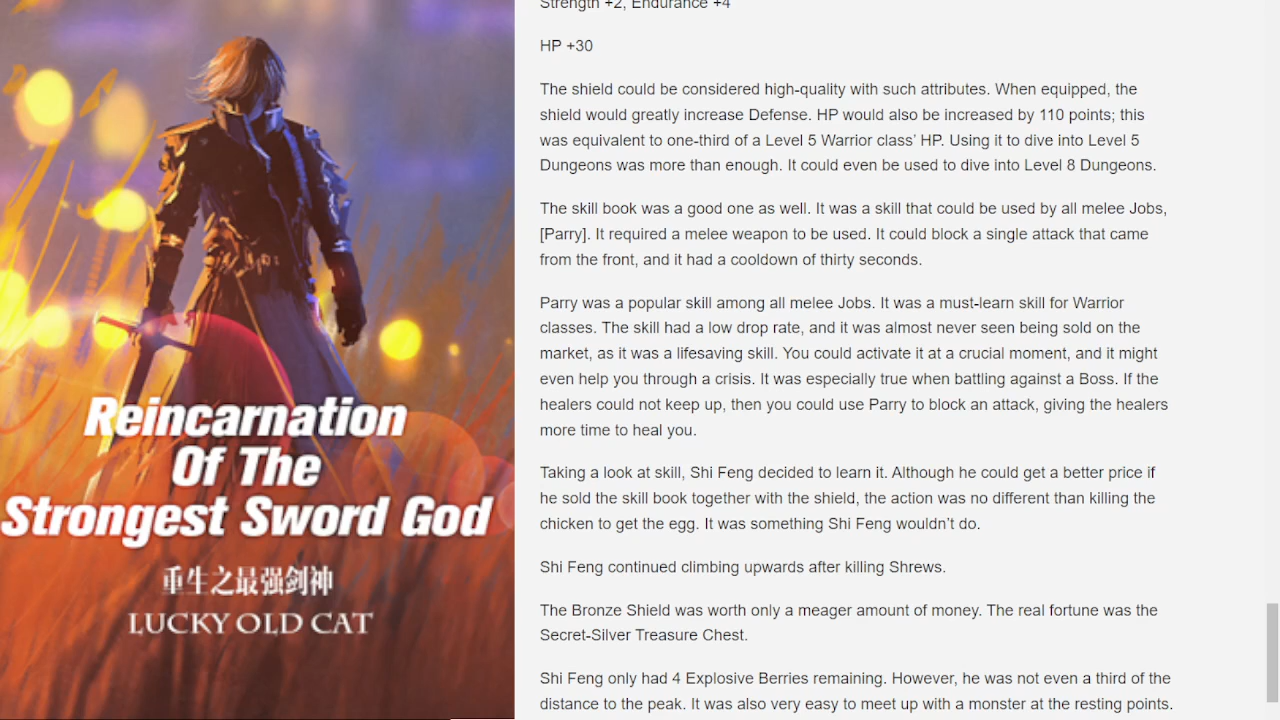 Reincarnation
Of The
Strongest Sword God
重生之最强剑神
LUCKY OLD CAT
Strength +2, Endurance +4
HP +30
The shield could be considered high-quality with such attributes. When equipped, the
shield would greatly increase Defense. HP would also be increased by 110 points; this
was equivalent to one-third of a Level 5 Warrior class’ HP. Using it to dive into Level 5
Dungeons was more than enough. It could even be used to dive into Level 8 Dungeons.
The skill book was a good one as well. It was a skill that could be used by all melee Jobs,
[Parry]. It required a melee weapon to be used. It could block a single attack that came
from the front, and it had a cooldown of thirty seconds.
Parry was a popular skill among all melee Jobs. It was a must-learn skill for Warrior
classes. The skill had a low drop rate, and it was almost never seen being sold on the
market, as it was a lifesaving skill. You could activate it at a crucial moment, and it might
even help you through a crisis. It was especially true when battling against a Boss. If the
healers could not keep up, then you could use Parry to block an attack, giving the healers
more time to heal you.
Taking a look at skill, Shi Feng decided to learn it. Although he could get a better price if
he sold the skill book together with the shield, the action was no different than killing the
chicken to get the egg. It was something Shi Feng wouldn’t do.
Shi Feng continued climbing upwards after killing Shrews.
The Bronze Shield was worth only a meager amount of money. The real fortune was the
Secret-Silver Treasure Chest.
Shi Feng only had 4 Explosive Berries remaining. However, he was not even a third of the
distance to the peak. It was also very easy to meet up with a monster at the resting points.